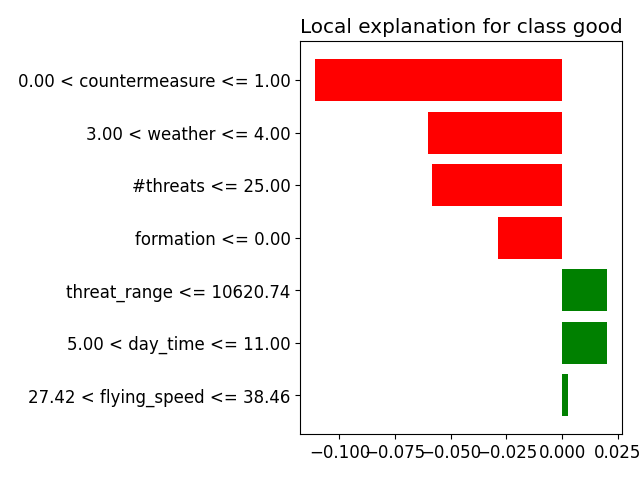 Local explanation for class good
0.00 < countermeasure <= 1.00
3.00 < weather <= 4.00
#threats <= 25.00
formation <= 0.00
threat_range <= 10620.74
5.00 < day_time <= 11.00
27.42 < flying_speed <= 38.46
−0.100 −0.075 −0.050 −0.025 0.000 0.025